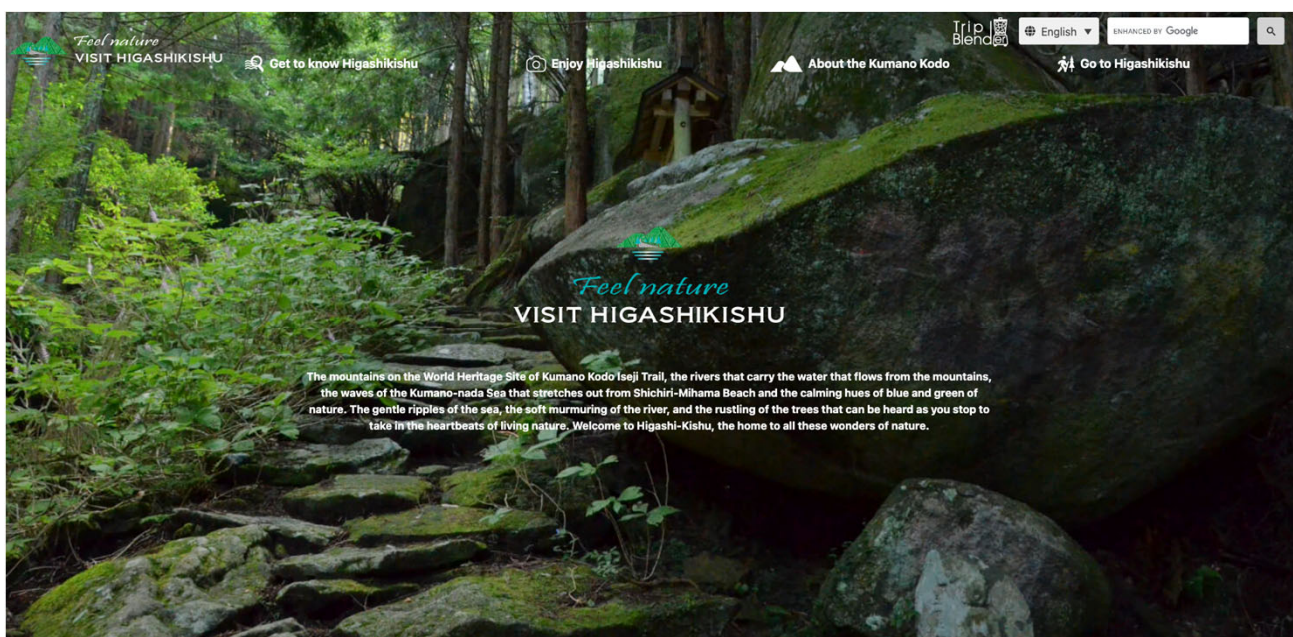 Trip Blend
English ▼
ENHANCED BY Google
Feel nature
VISIT HIGASHIKISHU
Get to know Higashikishu
Enjoy Higashikishu
About the Kumano Kodo
Go to Higashikishu
Feel nature
VISIT HIGASHIKISHU
The mountains on the World Heritage Site of Kumano Kodo Iseji Trail, the rivers that carry the water that flows from the mountains,
the waves of the Kumano-nada Sea that stretches out from Shichiri-Mihama Beach and the calming hues of blue and green of
nature. The gentle ripples of the sea, the soft murmuring of the river, and the rustling of the trees that can be heard as you stop to
take in the heartbeats of living nature. Welcome to Higashi-Kishu, the home to all these wonders of nature.